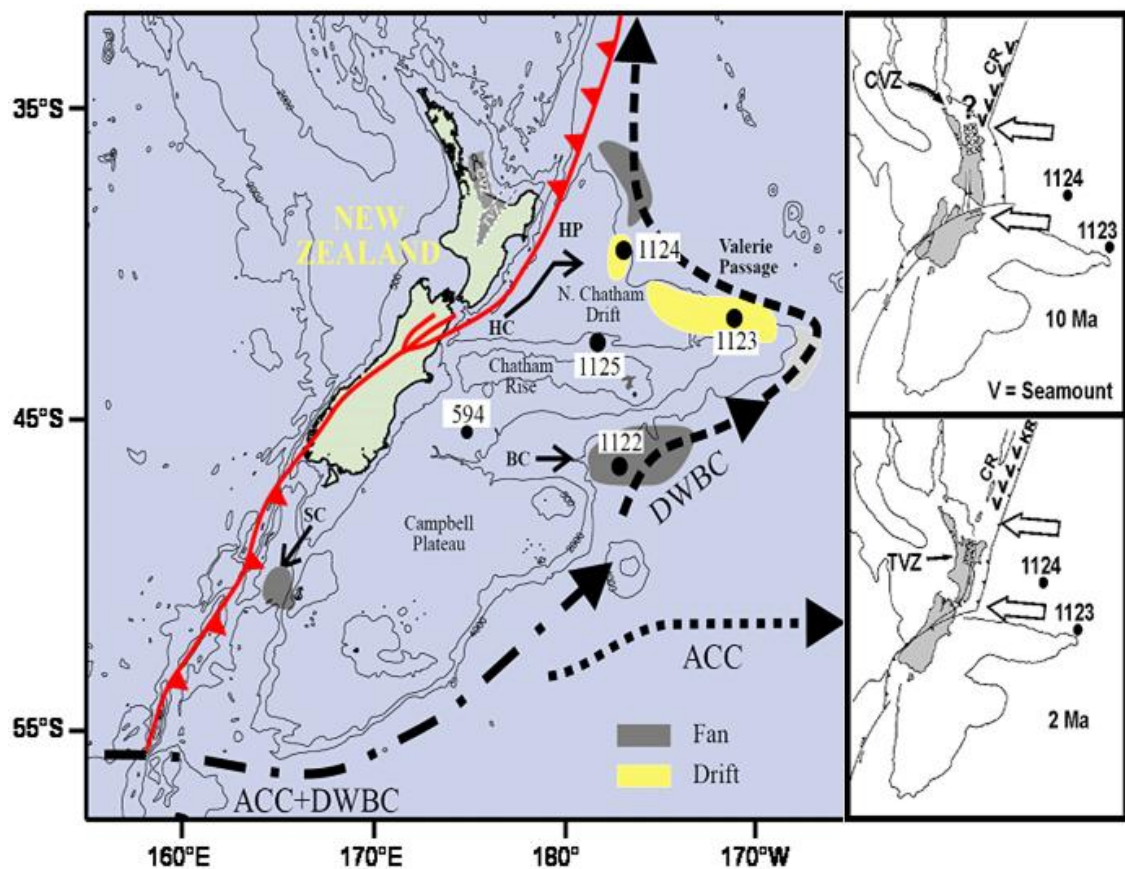 35°S
45°S
55°S
160°E
170°E
180°
170°W
NEW
ZEALAND
HP
HC
1124
Valerie
Passage
N. Chatham
Drift
1123
1125
Chatham
Rise
594
1122
BC
DWBC
SC
Campbell
Plateau
ACC
ACC+DWBC
Fan
Drift
CR
CVZ
?
1124
1123
10 Ma
V = Seamount
CR
KR
TVZ
1124
1123
2 Ma